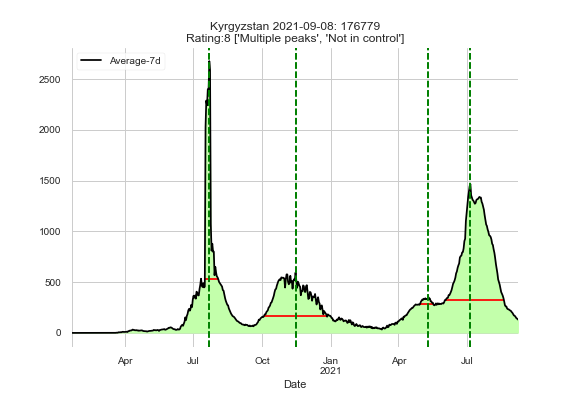 Kyrgyzstan 2021-09-08: 176779
Rating:8 ['Multiple peaks', 'Not in control']
Average-7d
2500
2000
1500
1000
500
0
Apr Jul Oct Jan Apr Jul
2021
Date